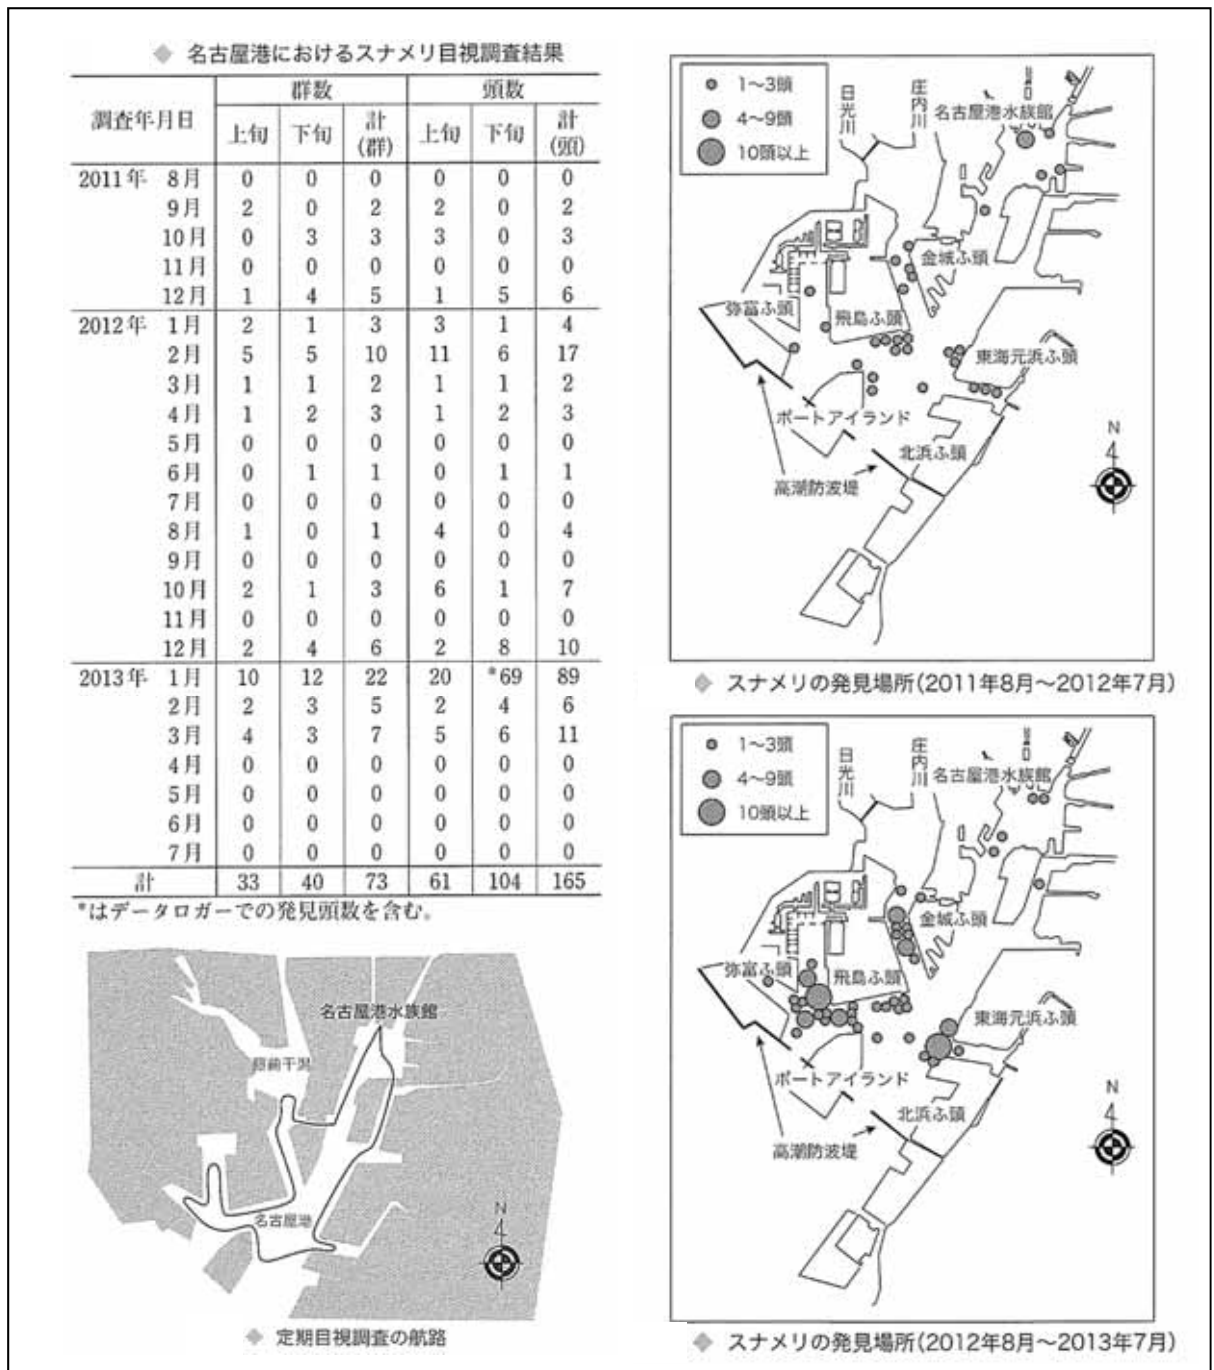 ◆ 名古屋港におけるスナメリ目視調査結果
調査年月日 群数 頭数
上旬 下旬 計(群) 上旬 下旬 計(頭)
2011年 8月 0 0 0 0 0 0
9月 2 0 2 2 0 2
10月 0 3 3 3 0 3
11月 0 0 0 0 0 0
12月 1 4 5 1 5 6
2012年 1月 2 1 3 3 1 4
2月 5 5 10 11 6 17
3月 1 1 2 1 1 2
4月 1 2 3 1 2 3
5月 0 0 0 0 0 0
6月 0 1 1 0 1 1
7月 0 0 0 0 0 0
8月 1 0 1 4 0 4
9月 0 0 0 0 0 0
10月 2 1 3 6 1 7
11月 0 0 0 0 0 0
12月 2 4 6 2 8 10
2013年 1月 10 12 22 20 *69 89
2月 2 3 5 2 4 6
3月 4 3 7 5 6 11
4月 0 0 0 0 0 0
5月 0 0 0 0 0 0
6月 0 0 0 0 0 0
7月 0 0 0 0 0 0
計 33 40 73 61 104 165
*はデータロガーでの発見頭数を含む。
名古屋港水族館
藤前干潟
名古屋港
N
◆ 定期目視調査の航路
1〜3頭
4〜9頭
10頭以上
日光川
庄内川
名古屋港水族館
金城ふ頭
弥富ふ頭
飛島ふ頭
東海元浜ふ頭
ポートアイランド
北浜ふ頭
高潮防波堤
N
◆ スナメリの発見場所(2011年8月〜2012年7月)
1〜3頭
4〜9頭
10頭以上
日光川
庄内川
名古屋港水族館
金城ふ頭
弥富ふ頭
飛島ふ頭
東海元浜ふ頭
ポートアイランド
北浜ふ頭
高潮防波堤
N
◆ スナメリの発見場所(2012年8月〜2013年7月)